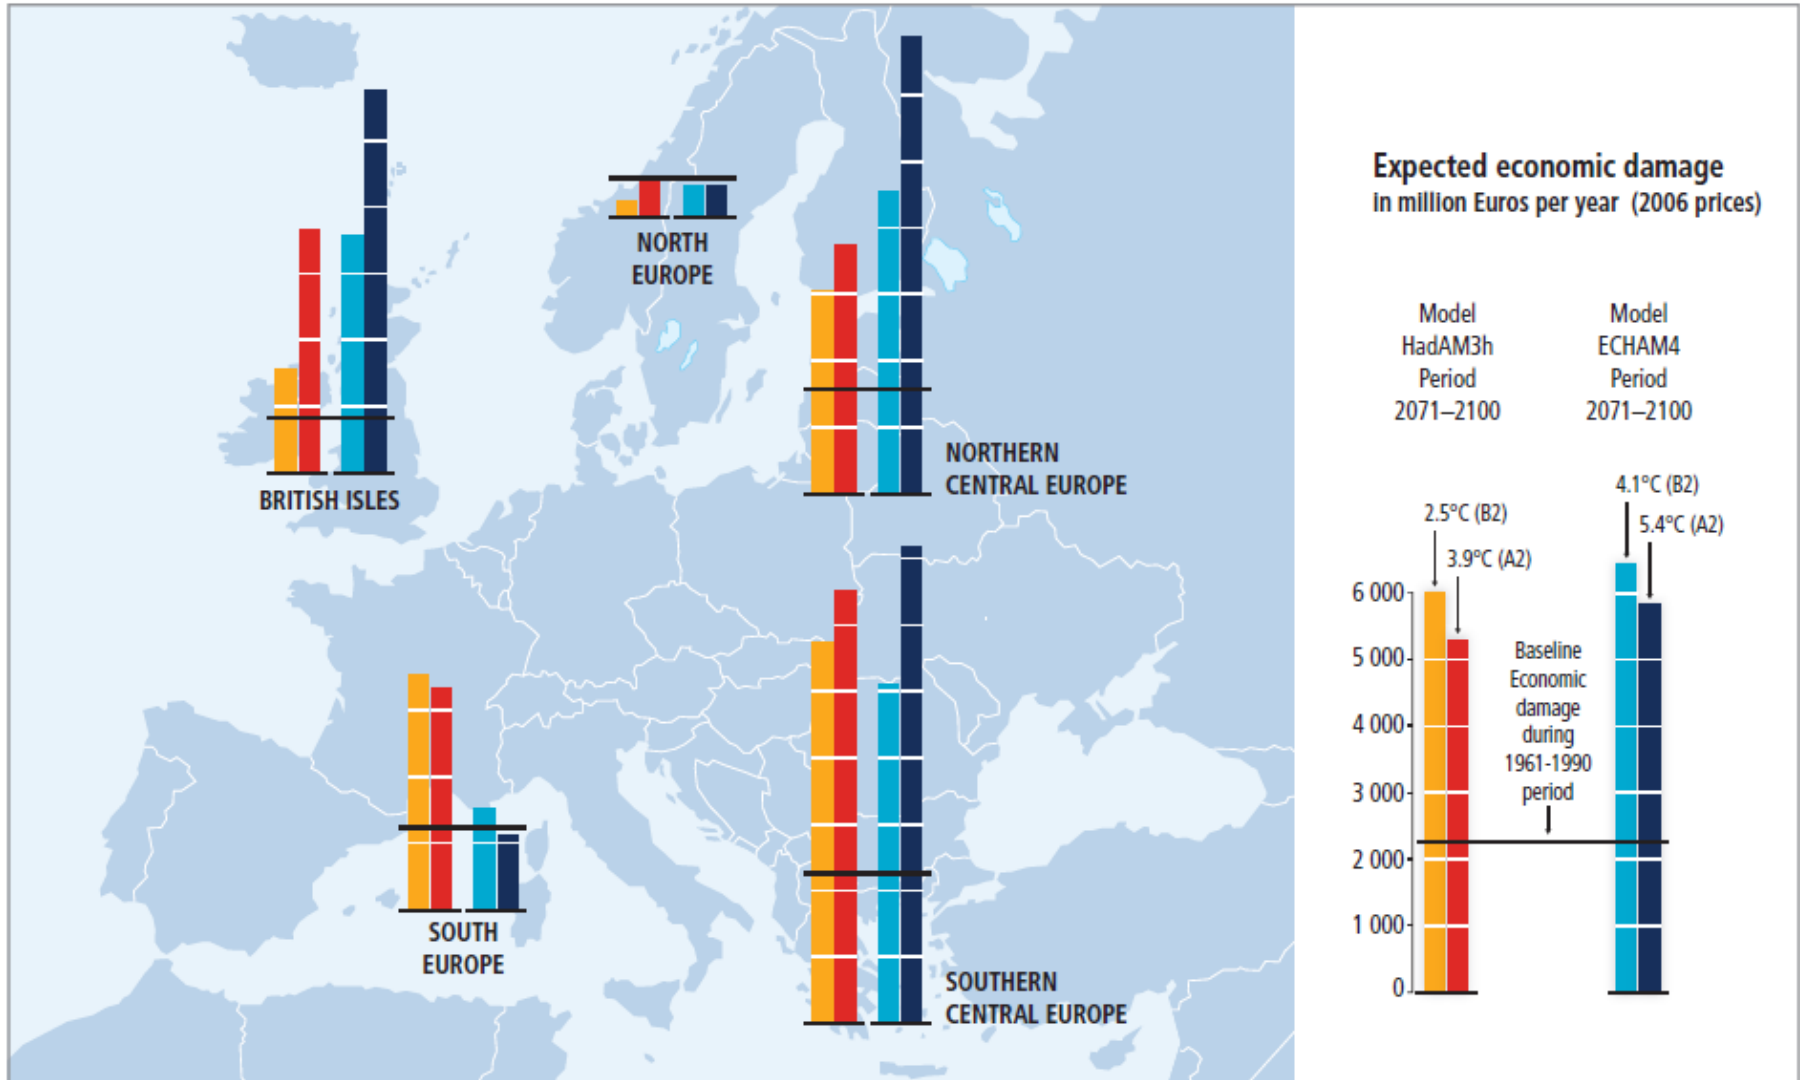 NORTH
EUROPE
BRITISH ISLES
NORTHERN
CENTRAL EUROPE
SOUTH
EUROPE
SOUTHERN
CENTRAL EUROPE
Expected economic damage
in million Euros per year (2006 prices)
Model
HadAM3h
Period
2071–2100
Model
ECHAM4
Period
2071–2100
2.5°C (B2)
3.9°C (A2)
4.1°C (B2)
5.4°C (A2)
Baseline
Economic
damage
during
1961-1990
period
6 000
5 000
4 000
3 000
2 000
1 000
0